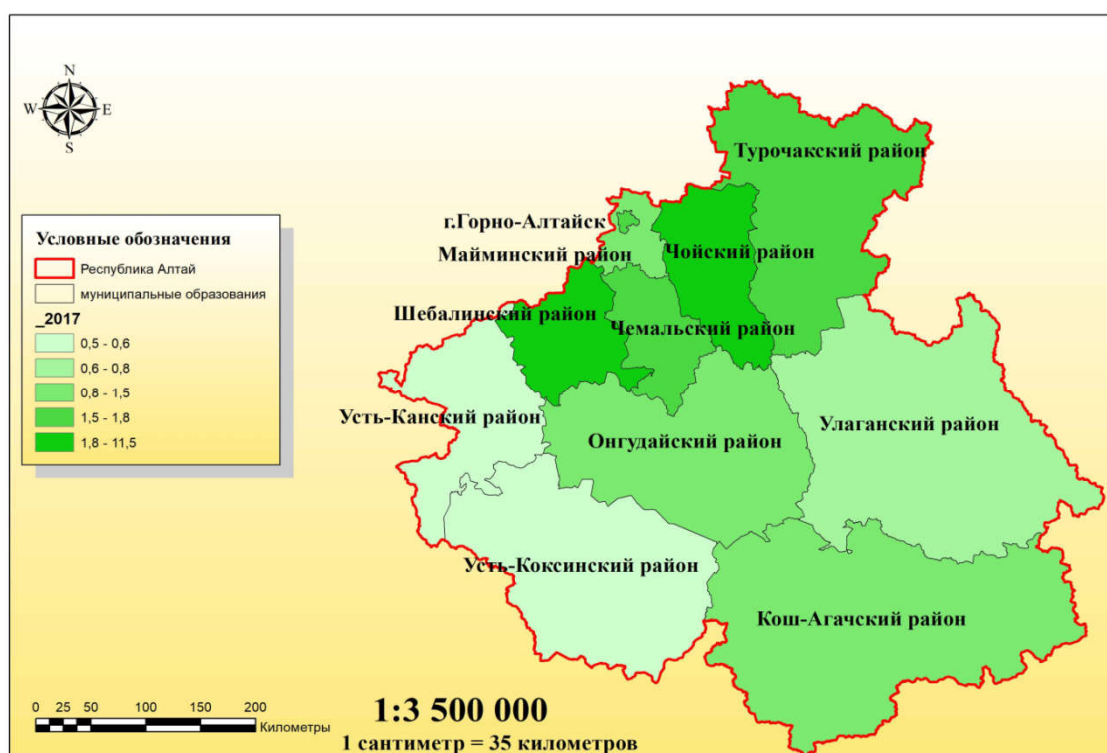 N
W E
S
Турочакский район
г.Горно-Алтайск
Майминский район
Чойский район
Условные обозначения
Республика Алтай
муниципальные образования
_2017
0,5 - 0,6
0,6 - 0,8
0,8 - 1,5
1,5 - 1,8
1,8 - 11,5
Шебалинский район
Чемальский район
Усть-Канский район
Онгудайский район
Улаганский район
Усть-Коксинский район
Кош-Агачский район
0 25 50 100 150 200
Километры
1:3 500 000
1 сантиметр = 35 километров